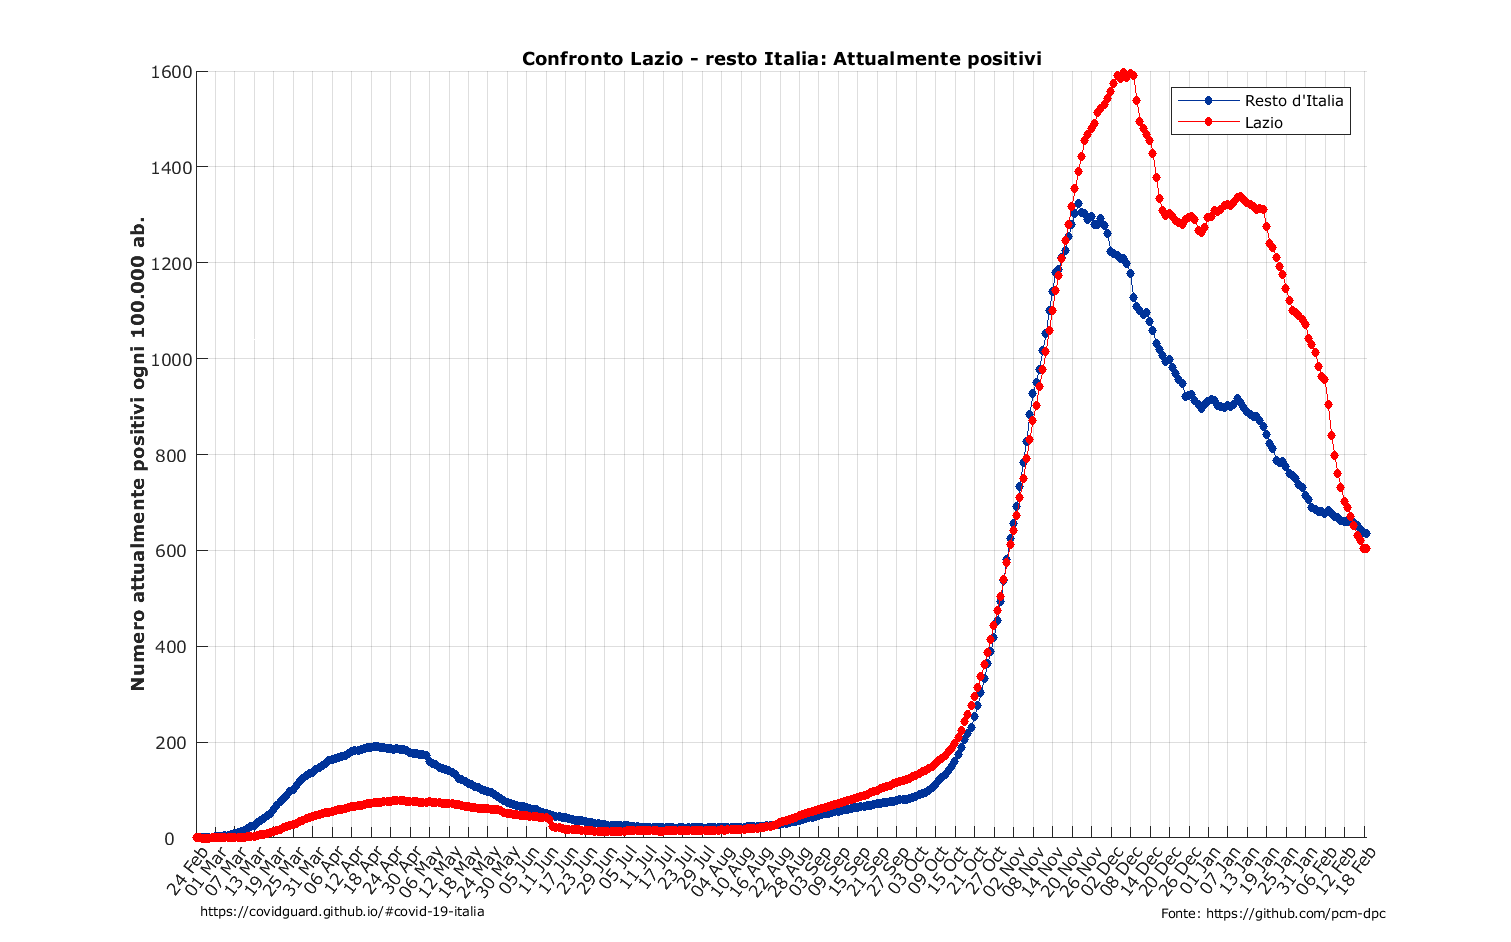 Confronto Lazio - resto Italia: Attualmente positivi
1600
1400
1200
1000
800
600
400
200
0
Numero attualmente positivi ogni 100.000 ab.
Resto d'Italia
Lazio
24 Feb
01 Mar
07 Mar
13 Mar
19 Mar
25 Mar
31 Mar
06 Apr
12 Apr
18 Apr
24 Apr
30 Apr
06 May
12 May
18 May
24 May
30 May
05 Jun
11 Jun
17 Jun
23 Jun
29 Jun
05 Jul
11 Jul
17 Jul
23 Jul
29 Jul
04 Aug
10 Aug
16 Aug
22 Aug
28 Aug
03 Sep
09 Sep
15 Sep
21 Sep
27 Sep
03 Oct
09 Oct
15 Oct
21 Oct
27 Oct
02 Nov
08 Nov
14 Nov
20 Nov
26 Nov
02 Dec
08 Dec
14 Dec
20 Dec
26 Dec
01 Jan
07 Jan
13 Jan
19 Jan
25 Jan
31 Jan
06 Feb
12 Feb
18 Feb
https://covidguard.github.io/#covid-19-italia
Fonte: https://github.com/pcm-dpc